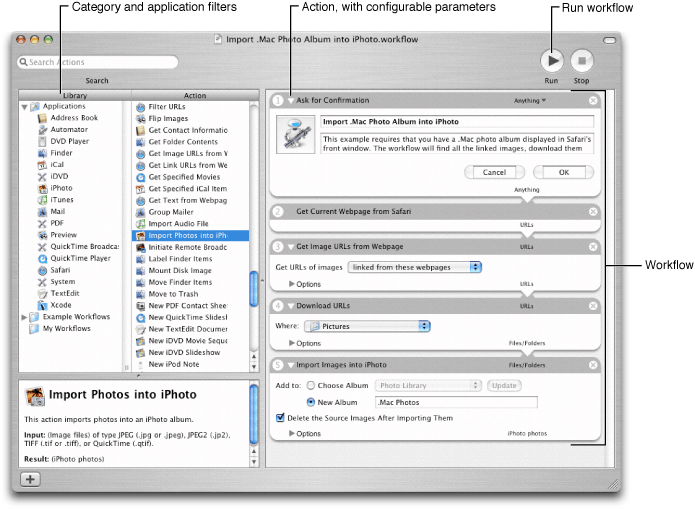 Category and application filters
Action, with configurable parameters
Run workflow
Import .Mac Photo Album into iPhoto.workflow
Search Actions
Search
Run
Stop
Library
Action
Applications
Address Book
Automator
DVD Player
Finder
iCal
iDVD
iPhoto
iTunes
Mail
PDF
Preview
QuickTime Broadcas
QuickTime Player
Safari
System
TextEdit
Xcode
Example Workflows
My Workflows
Filter URLs
Flip Images
Get Contact Informatio
Get Folder Contents
Get Image URLs from V
Get Link URLs from We
Get Specified Movies
Get Specified iCal Item
Get Text from Webpag
Group Mailer
Import Audio File
Import Photos into iPh
Initiate Remote Broadc
Label Finder Items
Mount Disk Image
Move Finder Items
Move to Trash
New PDF Contact Shee
New QuickTime Slidesh
New TextEdit Documen
New iDVD Movie Sequ
New iDVD Slideshow
New iPod Note
Import Photos into iPhoto
This action imports photos into an iPhoto album.
Input: (Image files) of type JPEG (.jpg or .jpeg), JPEG2 (.jp2),
TIFF (.tif or .tiff), or QuickTime (.qtif).
Result: (iPhoto photos)
1 Ask for Confirmation Anything
Import .Mac Photo Album into iPhoto
This example requires that you have a .Mac photo album displayed in Safari's
front window. The workflow will find all the linked images, download them
Cancel OK
Anything
2 Get Current Webpage from Safari
URLs
3 Get Image URLs from Webpage URLs
Get URLs of images linked from these webpages
Options URLs
4 Download URLs URLs
Where: Pictures
Options Files/Folders
5 Import Images into iPhoto Files/Folders
Add to: Choose Album Photo Library Update
New Album .Mac Photos
Delete the Source Images After Importing Them
Options iPhoto photos
Workflow